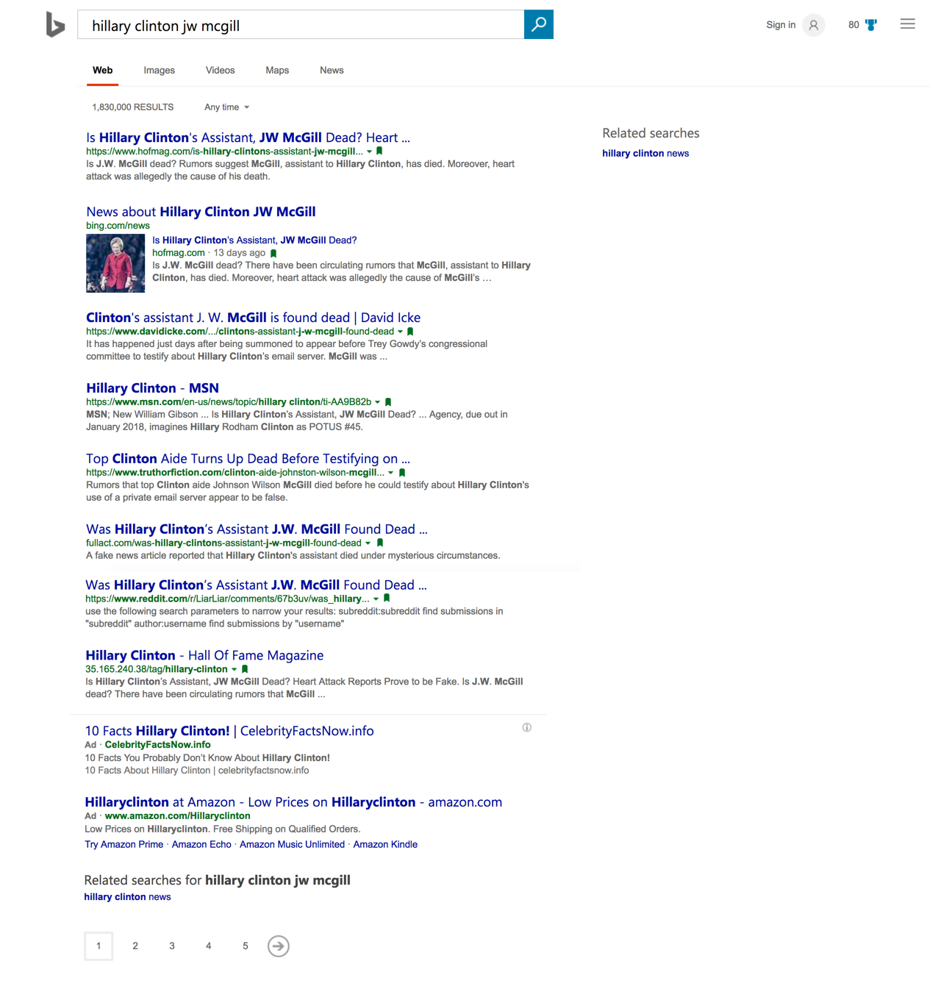 hillary clinton jw mcgill
Sign in
80
Web Images Videos Maps News
1,830,000 RESULTS Any time
Is Hillary Clinton's Assistant, JW McGill Dead? Heart ...
https://www.hofmag.com/is-hillary-clintons-assistant-jw-mcgill...
Is J.W. McGill dead? Rumors suggest McGill, assistant to Hillary Clinton, has died. Moreover, heart
attack was allegedly the cause of his death.
Related searches
hillary clinton news
News about Hillary Clinton JW McGill
bing.com/news
Is Hillary Clinton's Assistant, JW McGill Dead?
hofmag.com · 13 days ago
Is J.W. McGill dead? There have been circulating rumors that McGill, assistant to Hillary
Clinton, has died. Moreover, heart attack was allegedly the cause of McGill's …
Clinton's assistant J. W. McGill is found dead | David Icke
https://www.davidicke.com/.../clintons-assistant-j-w-mcgill-found-dead
It has happened just days after being summoned to appear before Trey Gowdy's congressional
committee to testify about Hillary Clinton's email server. McGill was ...
Hillary Clinton - MSN
https://www.msn.com/en-us/news/topic/hillary clinton/ti-AA9B82b
MSN; New William Gibson ... Is Hillary Clinton's Assistant, JW McGill Dead? ... Agency, due out in
January 2018, imagines Hillary Rodham Clinton as POTUS #45.
Top Clinton Aide Turns Up Dead Before Testifying on ...
https://www.truthorfiction.com/clinton-aide-johnston-wilson-mcgill...
Rumors that top Clinton aide Johnson Wilson McGill died before he could testify about Hillary Clinton's
use of a private email server appear to be false.
Was Hillary Clinton's Assistant J.W. McGill Found Dead ...
fullact.com/was-hillary-clintons-assistant-j-w-mcgill-found-dead
A fake news article reported that Hillary Clinton's assistant died under mysterious circumstances.
Was Hillary Clinton's Assistant J.W. McGill Found Dead ...
https://www.reddit.com/r/LiarLiar/comments/67b3uv/was_hillary...
use the following search parameters to narrow your results: subreddit:subreddit find submissions in
"subreddit" author:username find submissions by "username"
Hillary Clinton - Hall Of Fame Magazine
35.165.240.38/tag/hillary-clinton
Is Hillary Clinton's Assistant, JW McGill Dead? Heart Attack Reports Prove to be Fake. Is J.W. McGill
dead? There have been circulating rumors that McGill ...
10 Facts Hillary Clinton! | CelebrityFactsNow.info
Ad · CelebrityFactsNow.info
10 Facts You Probably Don't Know About Hillary Clinton!
10 Facts About Hillary Clinton | celebrityfactsnow.info
Hillaryclinton at Amazon - Low Prices on Hillaryclinton - amazon.com
Ad · www.amazon.com/Hillaryclinton
Low Prices on Hillaryclinton. Free Shipping on Qualified Orders.
Try Amazon Prime · Amazon Echo · Amazon Music Unlimited · Amazon Kindle
Related searches for hillary clinton jw mcgill
hillary clinton news
1 2 3 4 5